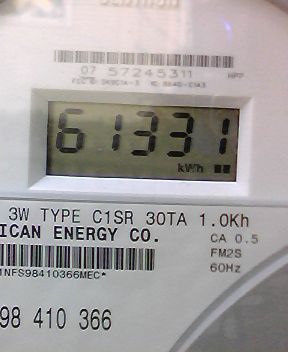 07 57245311
61331
kWh
3W TYPE C1SR 30TA 1.0Kh
ICAN ENERGY CO.
CA 0.5
FM2S
60Hz
1NFS98410366MEC*
98 410 366